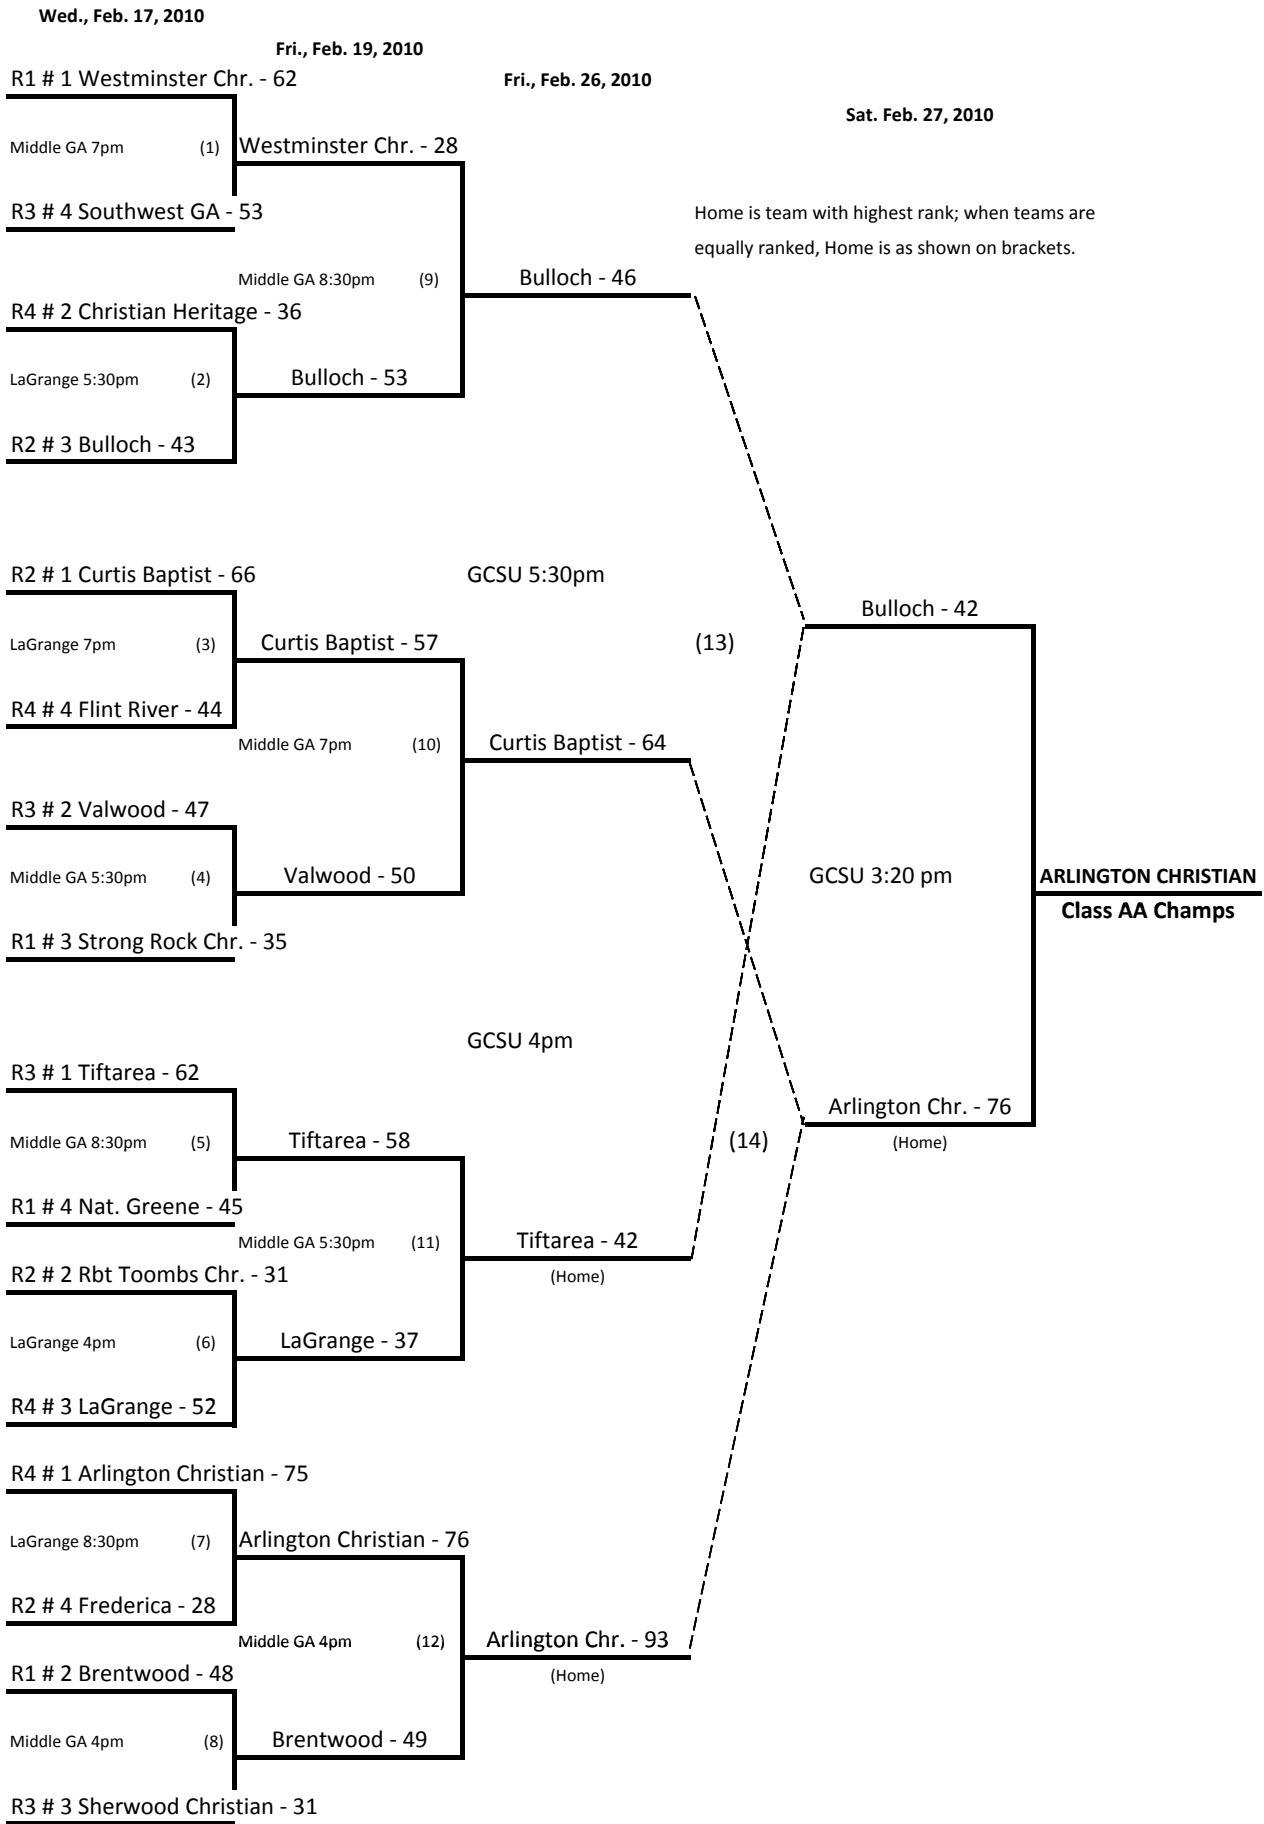 Wed., Feb. 17, 2010
Fri., Feb. 19, 2010
R1 # 1 Westminster Chr. - 62
Fri., Feb. 26, 2010
Sat. Feb. 27, 2010
Middle GA 7pm (1)
Westminster Chr. - 28
R3 # 4 Southwest GA - 53
Home is team with highest rank; when teams are
equally ranked, Home is as shown on brackets.
Middle GA 8:30pm (9)
Bulloch - 46
R4 # 2 Christian Heritage - 36
LaGrange 5:30pm (2)
Bulloch - 53
R2 # 3 Bulloch - 43
R2 # 1 Curtis Baptist - 66
GCSU 5:30pm
Bulloch - 42
LaGrange 7pm (3)
Curtis Baptist - 57
(13)
R4 # 4 Flint River - 44
Middle GA 7pm (10)
Curtis Baptist - 64
R3 # 2 Valwood - 47
Middle GA 5:30pm (4)
Valwood - 50
GCSU 3:20 pm
ARLINGTON CHRISTIAN
Class AA Champs
R1 # 3 Strong Rock Chr. - 35
GCSU 4pm
R3 # 1 Tiftarea - 62
Arlington Chr. - 76
Middle GA 8:30pm (5)
Tiftarea - 58
(14)
(Home)
R1 # 4 Nat. Greene - 45
Middle GA 5:30pm (11)
Tiftarea - 42
R2 # 2 Rbt Toombs Chr. - 31
(Home)
LaGrange 4pm (6)
LaGrange - 37
R4 # 3 LaGrange - 52
R4 # 1 Arlington Christian - 75
LaGrange 8:30pm (7)
Arlington Christian - 76
R2 # 4 Frederica - 28
Middle GA 4pm (12)
Arlington Chr. - 93
R1 # 2 Brentwood - 48
(Home)
Middle GA 4pm (8)
Brentwood - 49
R3 # 3 Sherwood Christian - 31